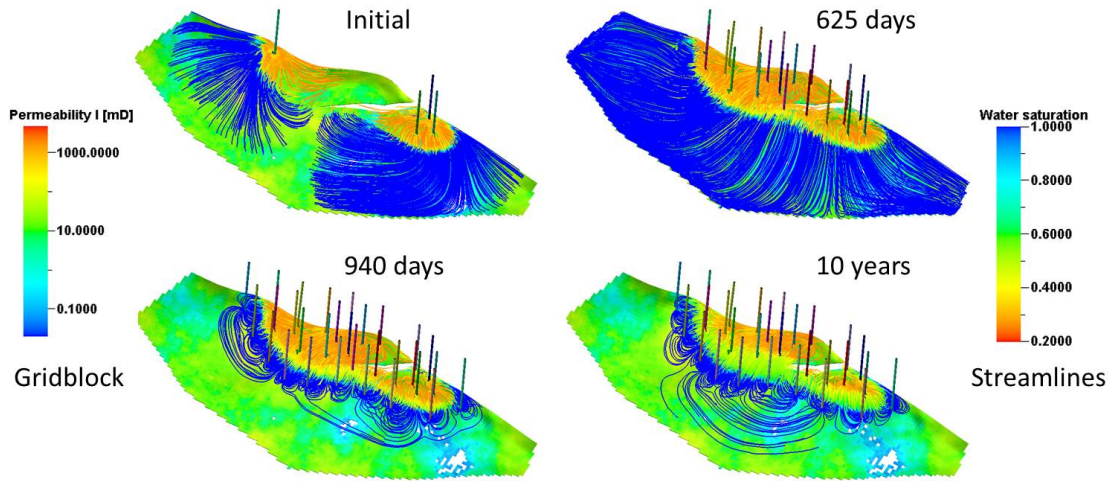 Initial
625 days
Permeability I [mD]
1000.0000
10.0000
0.1000
Gridblock
Water saturation
1.0000
0.8000
0.6000
0.4000
0.2000
Streamlines
940 days
10 years